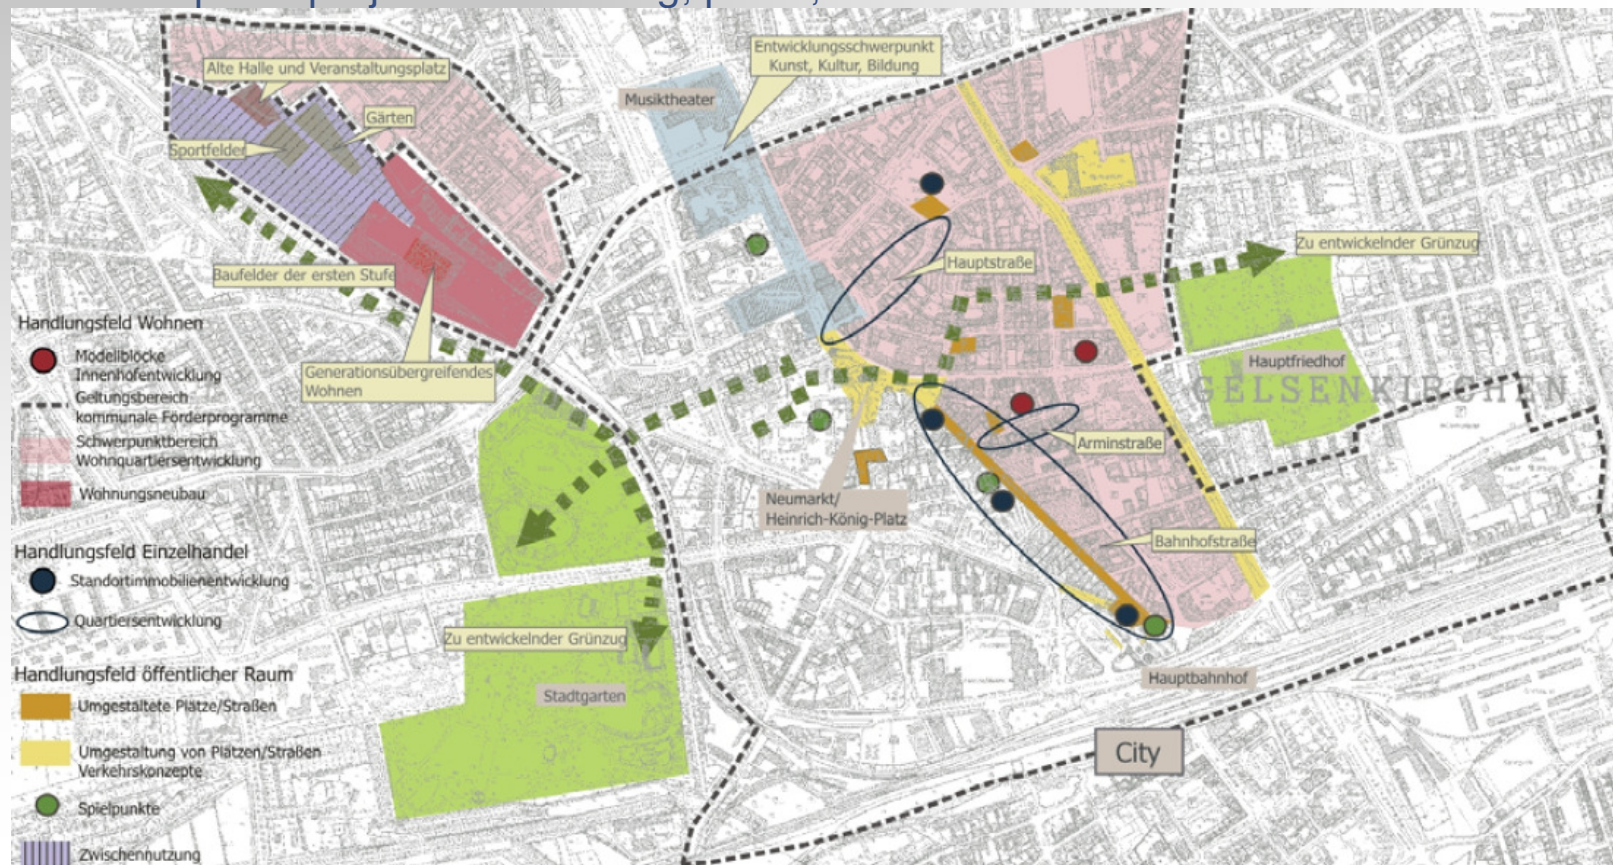 Alte Halle und Veranstaltungsplatz
Gärten
Sportfelder
Baufelder der ersten Stufe
Generationsübergreifendes
Wohnen
Musiktheater
Entwicklungsschwerpunkt
Kunst, Kultur, Bildung
Hauptstraße
Zu entwickelnder Grünzug
Hauptfriedhof
GELSENKIRCHEN
Arminstraße
Neumarkt/
Heinrich-König-Platz
Bahnhofstraße
Hauptbahnhof
City
Zu entwickelnder Grünzug
Stadtgarten
Handlungsfeld Wohnen
Modellblöcke
Innenhofentwicklung
Geltungsbereich
kommunale Förderprogramme
Schwerpunktbereich
Wohnquartiersentwicklung
Wohnungsneubau
Handlungsfeld Einzelhandel
Standortimmobilienentwicklung
Quartiersentwicklung
Handlungsfeld öffentlicher Raum
Umgestaltete Plätze/Straßen
Umgestaltung von Plätzen/Straßen
Verkehrskonzepte
Spielpunkte
Zwischennutzung